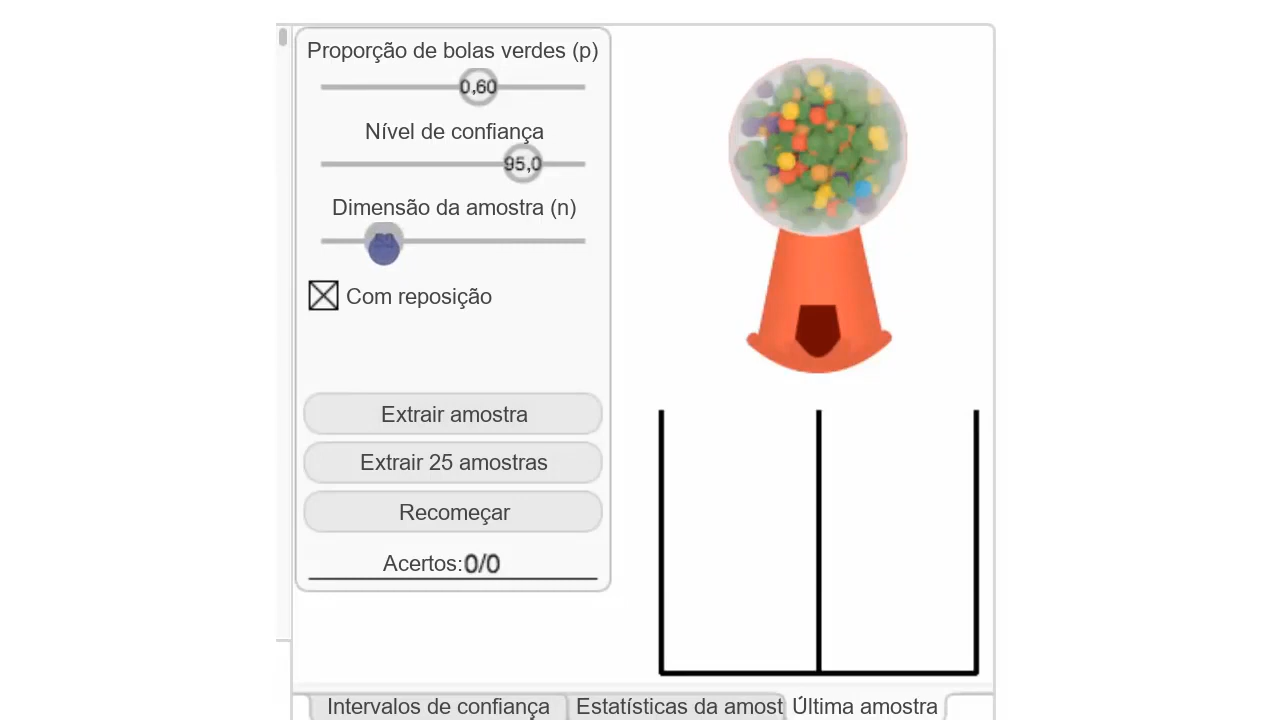 Proporção de bolas verdes (p)
0,60
Nível de confiança
95,0
Dimensão da amostra (n)
Com reposição
Extrair amostra
Extrair 25 amostras
Recomeçar
Acertos:0/0
Intervalos de confiança
Estatísticas da amost
Última amostra